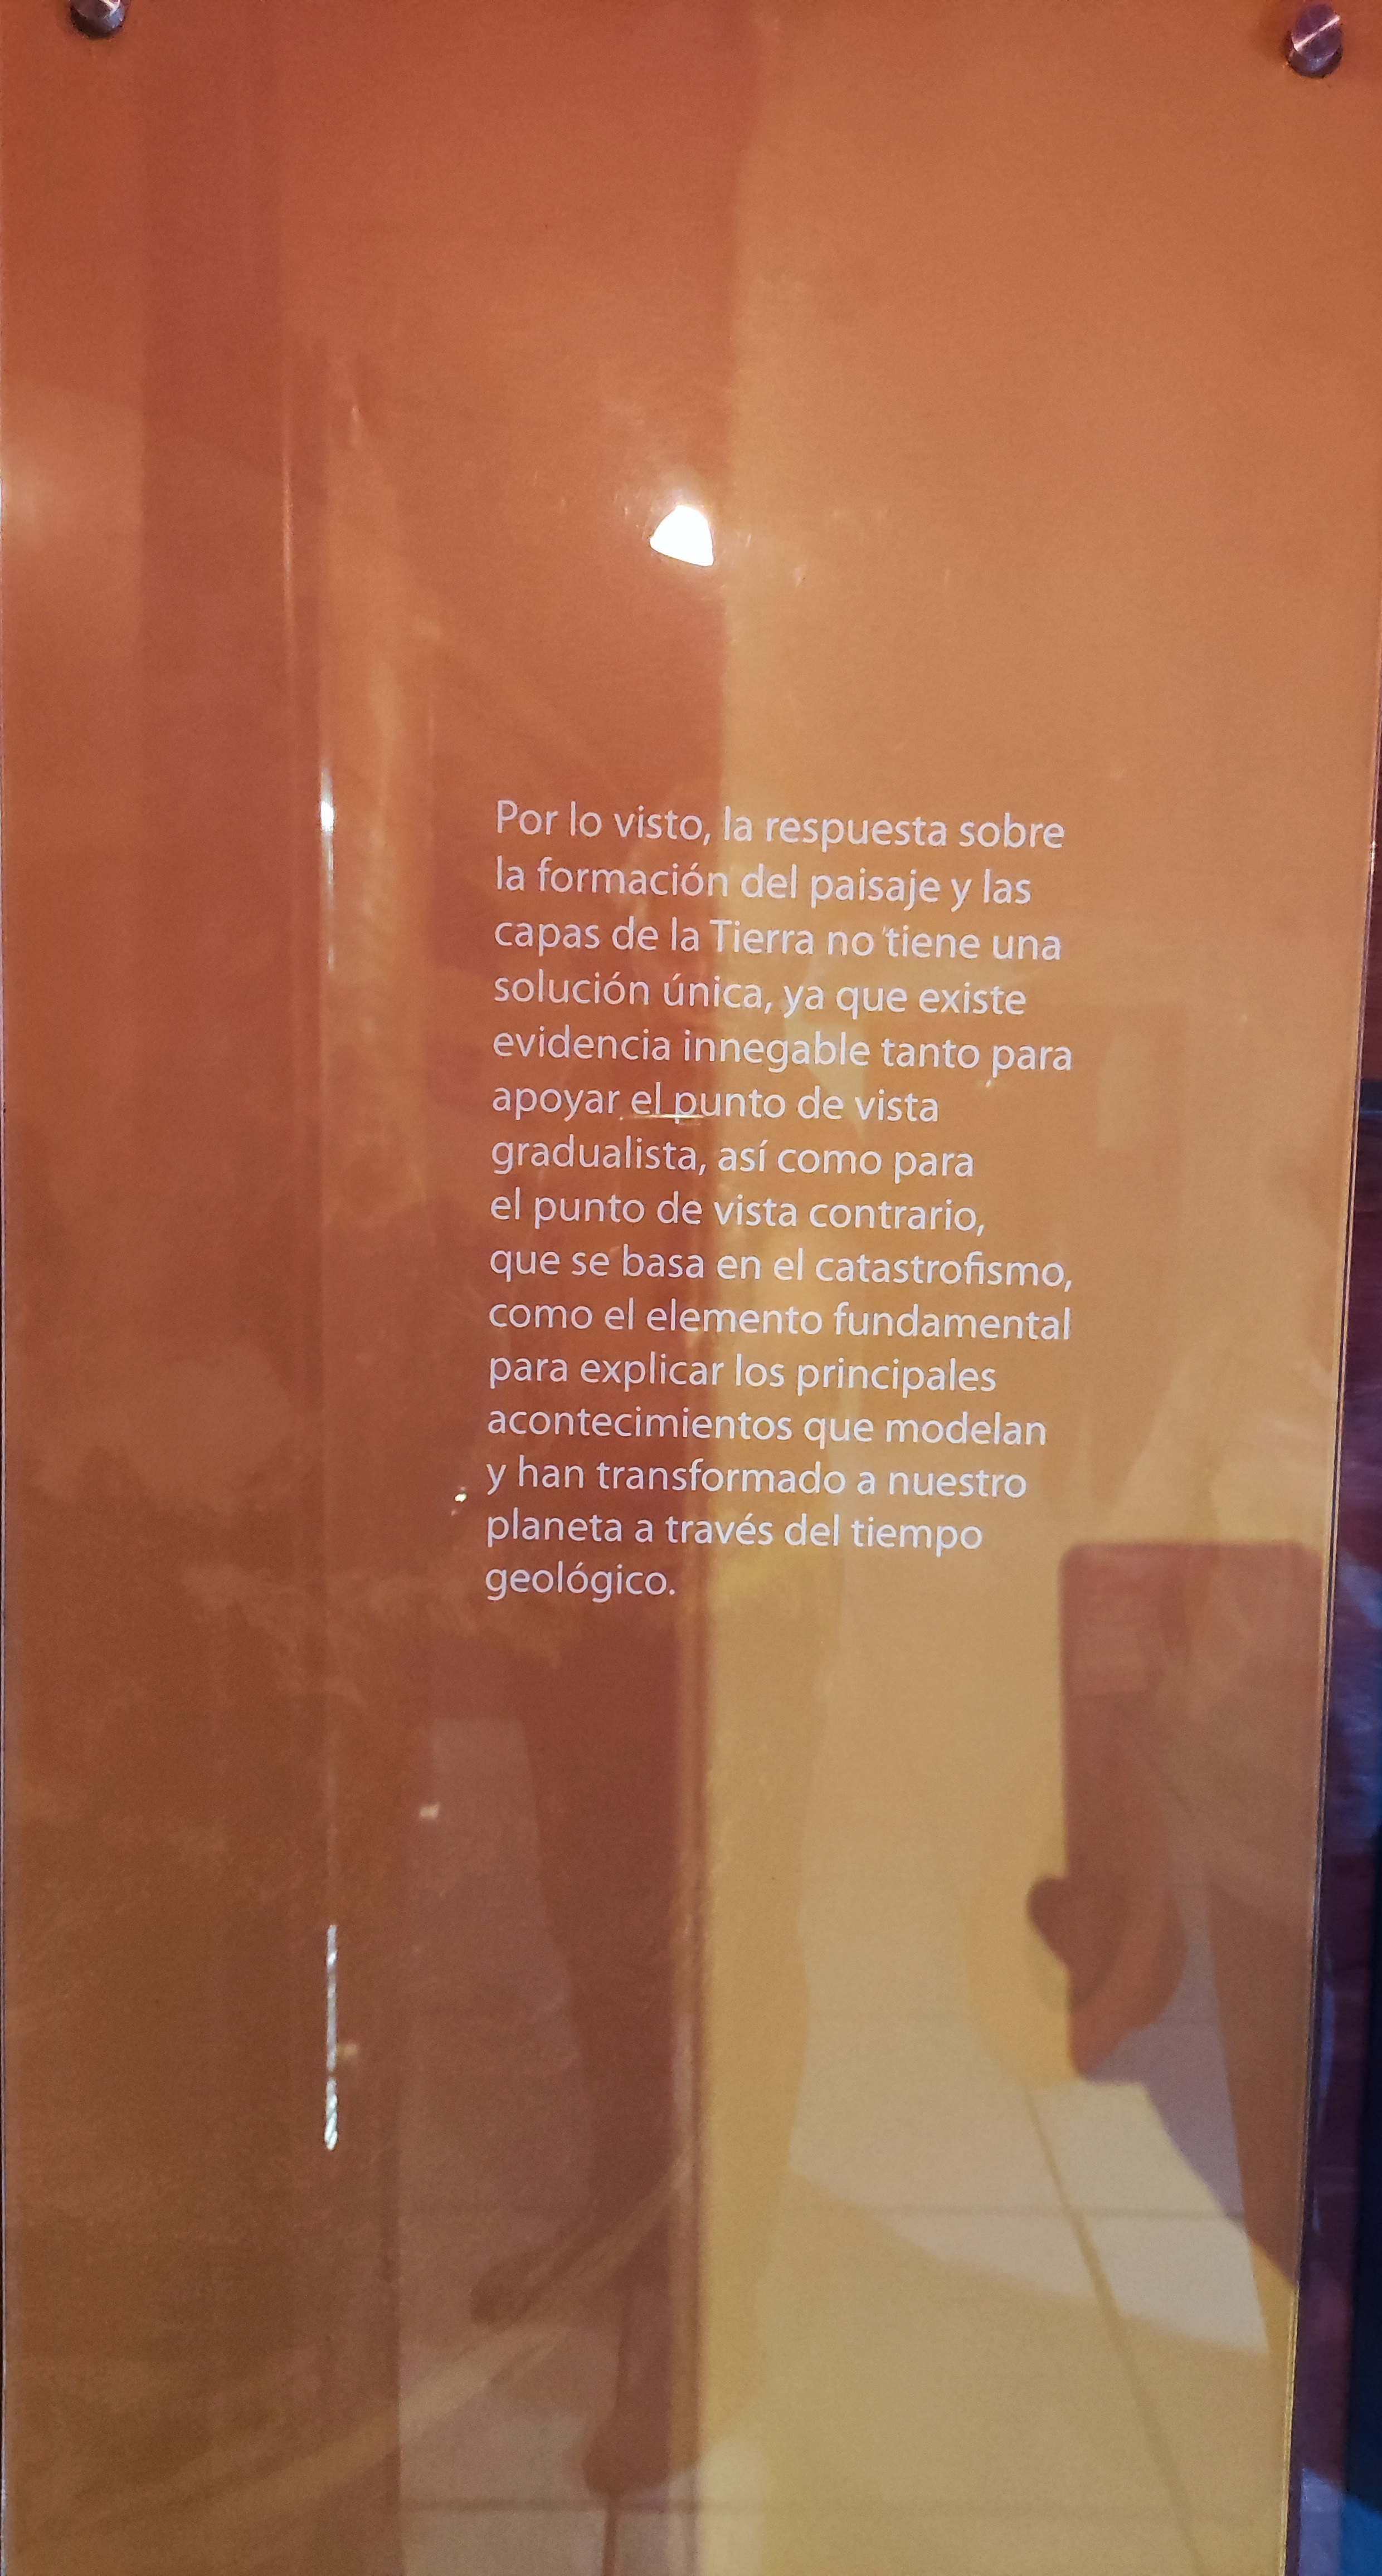 Por lo visto, la respuesta sobre
la formación del paisaje y las
capas de la Tierra no tiene una
solución única, ya que existe
evidencia innegable tanto para
apoyar el punto de vista
gradualista, así como para
el punto de vista contrario,
que se basa en el catastrofismo,
como el elemento fundamental
para explicar los principales
acontecimientos que modelan
y han transformado a nuestro
planeta a través del tiempo
geológico.